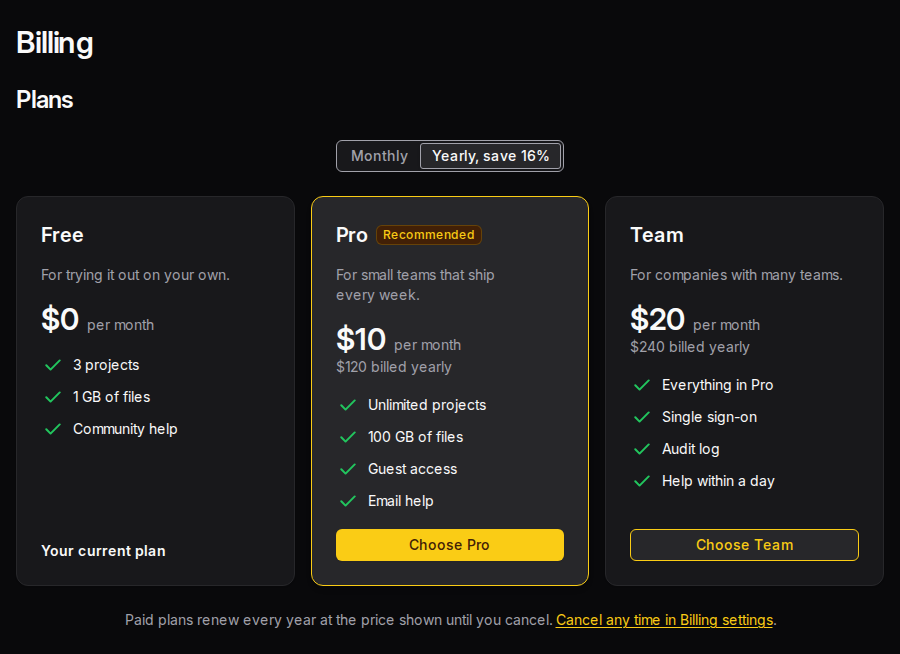 Billing
Plans
Monthly
Yearly, save 16%
Free
For trying it out on your own.
$0 per month
3 projects
1 GB of files
Community help
Your current plan
Pro
Recommended
For small teams that ship
every week.
$10 per month
$120 billed yearly
Unlimited projects
100 GB of files
Guest access
Email help
Choose Pro
Team
For companies with many teams.
$20 per month
$240 billed yearly
Everything in Pro
Single sign-on
Audit log
Help within a day
Choose Team
Paid plans renew every year at the price shown until you cancel. Cancel any time in Billing settings.